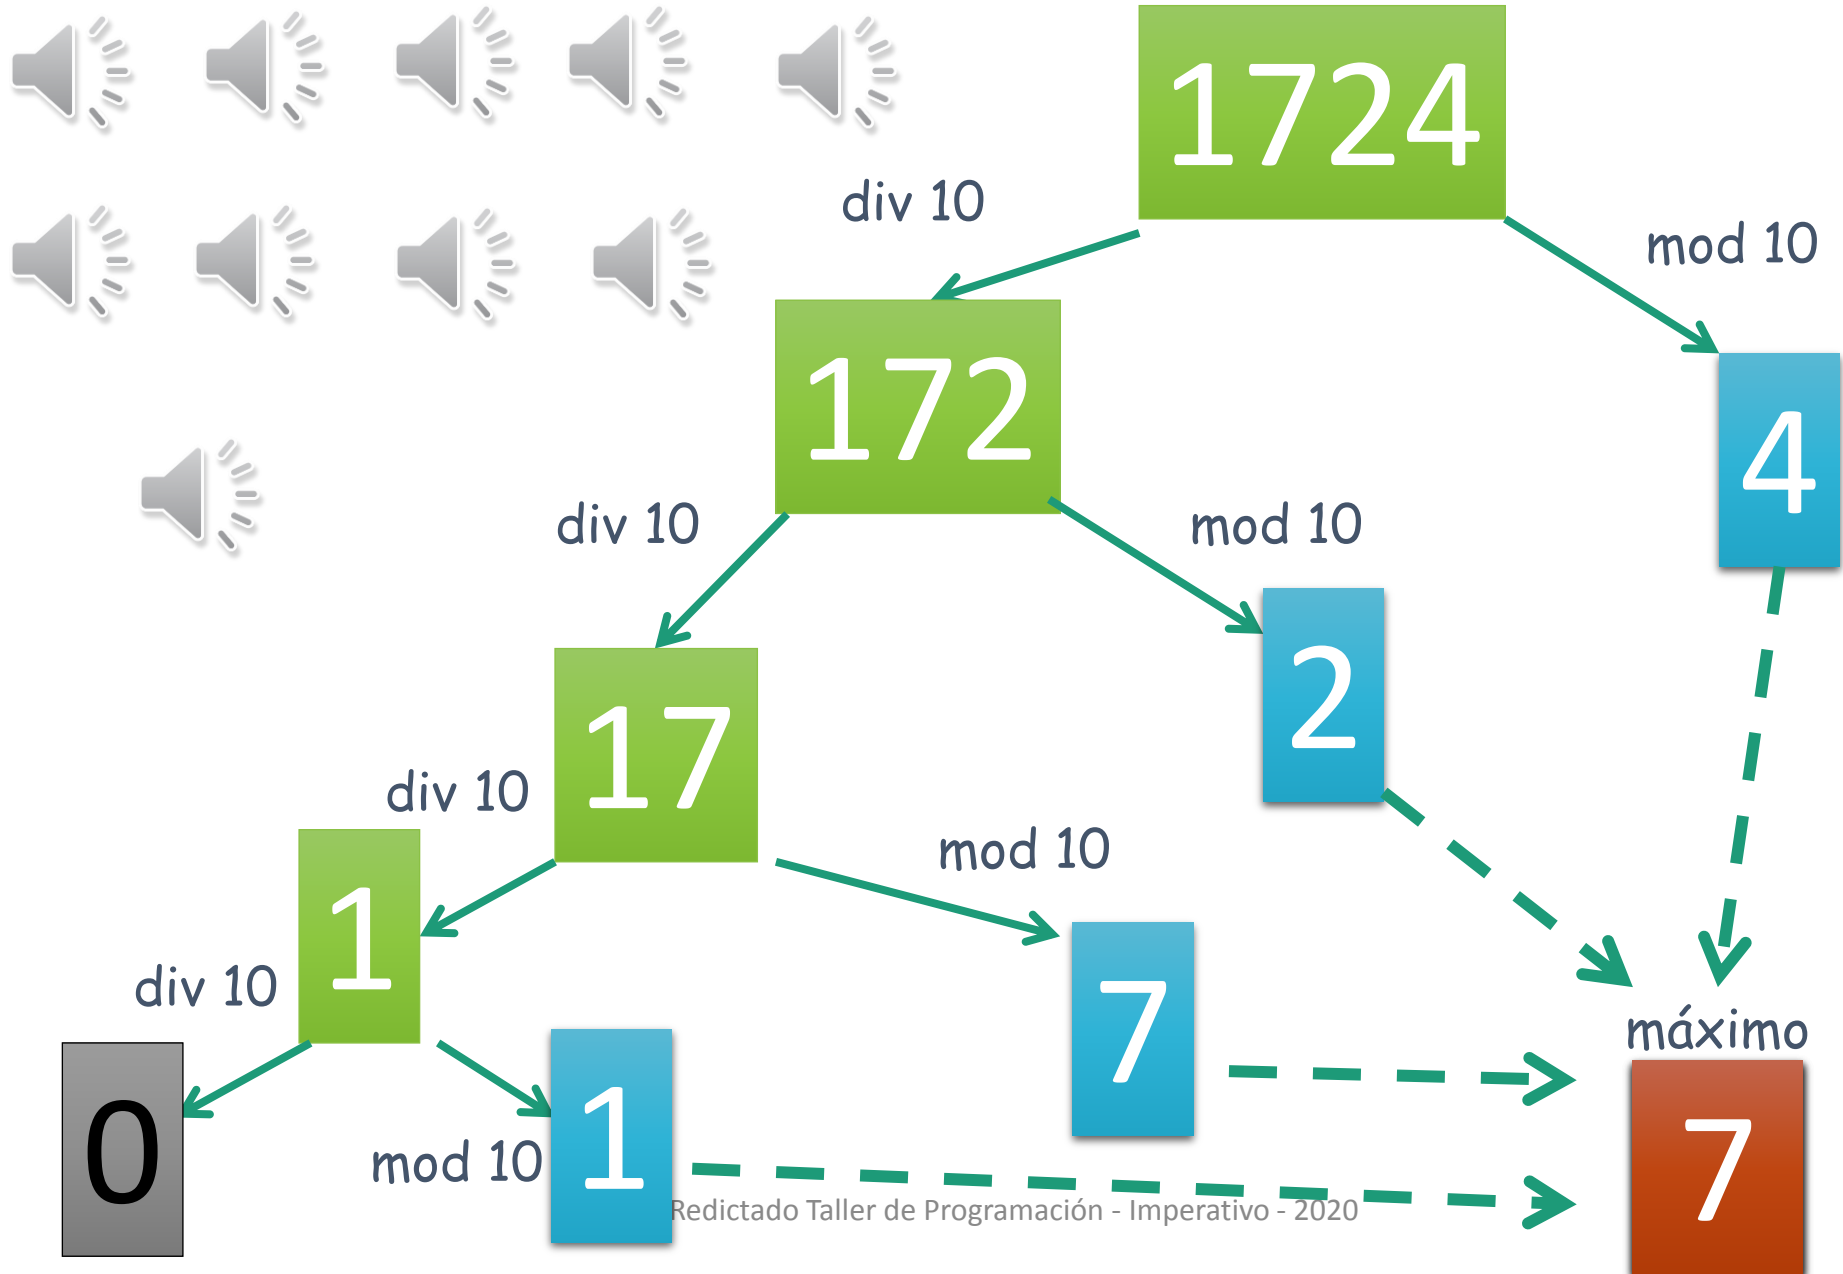 1724
div 10
mod 10
172
4
div 10
mod 10
2
17
div 10
mod 10
1
7
div 10
máximo
0
mod 10
1
7
Redictado Taller de Programación - Imperativo - 2020